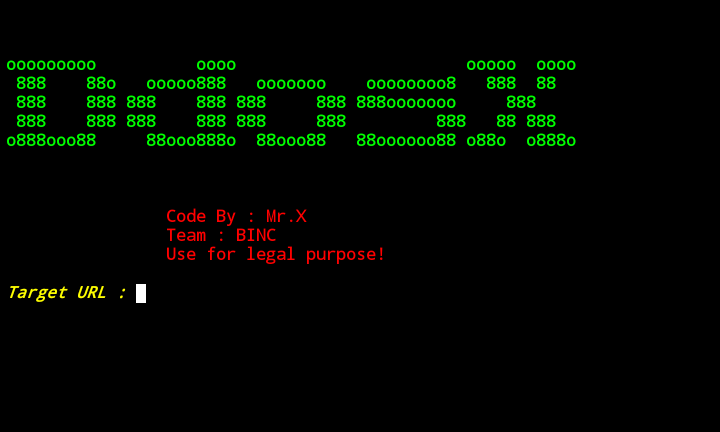 ooooooooo          oooo                       ooooo  oooo
 888    88o   ooooo888   ooooooo    oooooooo8   888  88
 888    888 888    888 888     888 888ooooooo     888
 888    888 888    888 888     888         888   88 888
o888ooo88     88ooo888o  88ooo88   88oooooo88 o88o  o888o
Code By : Mr.X
Team : BINC
Use for legal purpose!
Target URL :